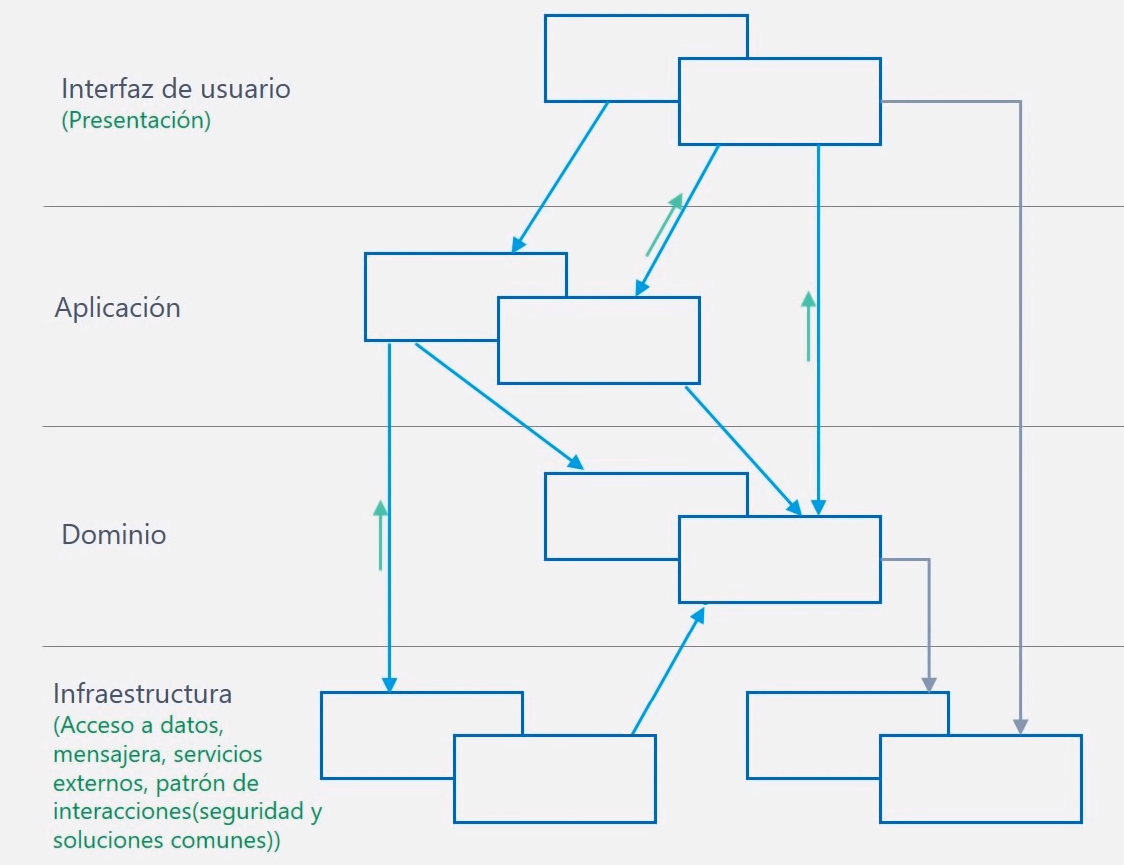 Interfaz de usuario
(Presentación)
Aplicación
Dominio
Infraestructura
(Acceso a datos,
mensajera, servicios
externos, patrón de
interacciones(seguridad y
soluciones comunes))